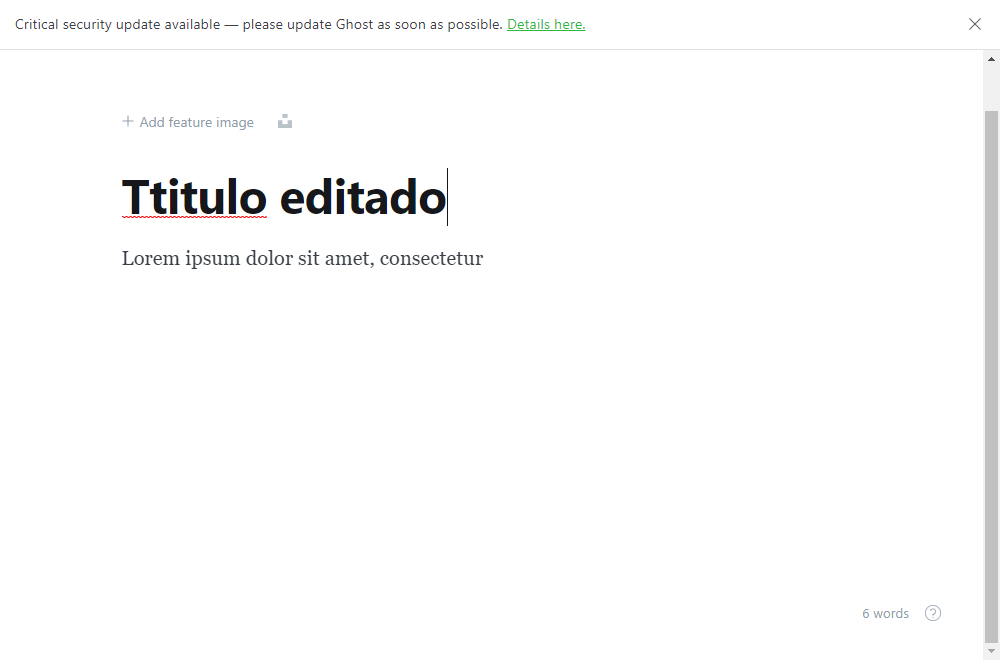 Critical security update available — please update Ghost as soon as possible. Details here.
Add feature image
Ttitulo editado
Lorem ipsum dolor sit amet, consectetur
6 words
?